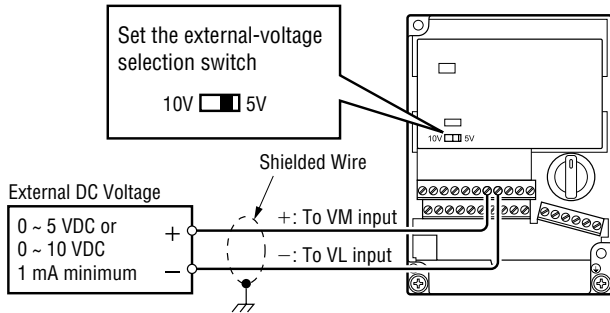 Set the external-voltage
selection switch
10V 5V
10V 5V
Shielded Wire
External DC Voltage
0 ~ 5 VDC or
0 ~ 10 VDC
1 mA minimum
+
−
+: To VM input
−: To VL input